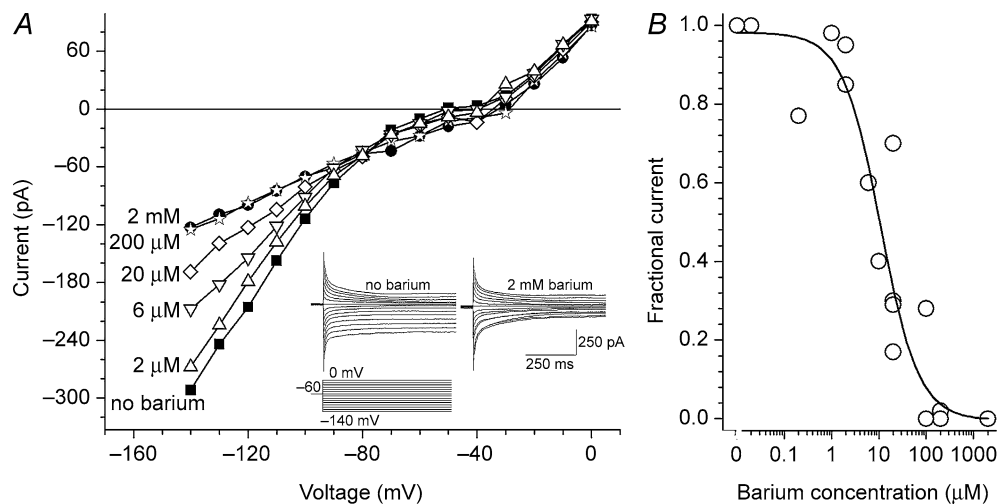 A
B
60
0
−60
−120
−180
−240
−300
Current (pA)
2 mM
200 μM
20 μM
6 μM
2 μM
no barium
no barium
2 mM barium
250 pA
250 ms
0 mV
−60
−140 mV
−160
−120
−80
−40
0
Voltage (mV)
1.0
0.8
0.6
0.4
0.2
0.0
Fractional current
0
0.1
1
10
100
1000
Barium concentration (μM)